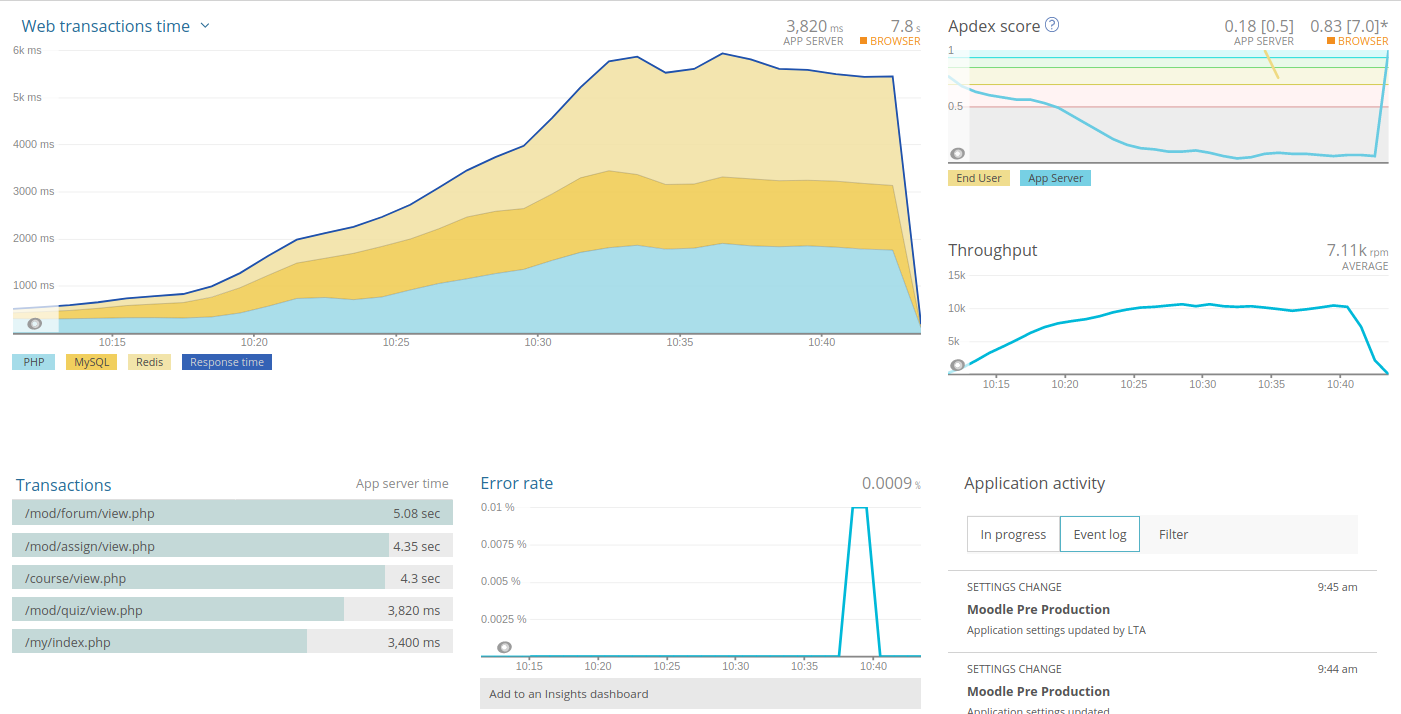 Web transactions time
3,820 ms
APP SERVER
7.8 s
BROWSER
6k ms
5k ms
4000 ms
3000 ms
2000 ms
1000 ms
10:15 10:20 10:25 10:30 10:35 10:40
PHP MySQL Redis Response time
Apdex score ?
0.18 [0.5]
APP SERVER
0.83 [7.0]*
BROWSER
1
0.5
End User App Server
Throughput
7.11k rpm
AVERAGE
15k
10k
5k
10:15 10:20 10:25 10:30 10:35 10:40
Transactions App server time
/mod/forum/view.php 5.08 sec
/mod/assign/view.php 4.35 sec
/course/view.php 4.3 sec
/mod/quiz/view.php 3,820 ms
/my/index.php 3,400 ms
Error rate 0.0009 %
0.01 %
0.0075 %
0.005 %
0.0025 %
10:15 10:20 10:25 10:30 10:35 10:40
Add to an Insights dashboard
Application activity
In progress Event log Filter
SETTINGS CHANGE 9:45 am
Moodle Pre Production
Application settings updated by LTA
SETTINGS CHANGE 9:44 am
Moodle Pre Production
Application settings updated